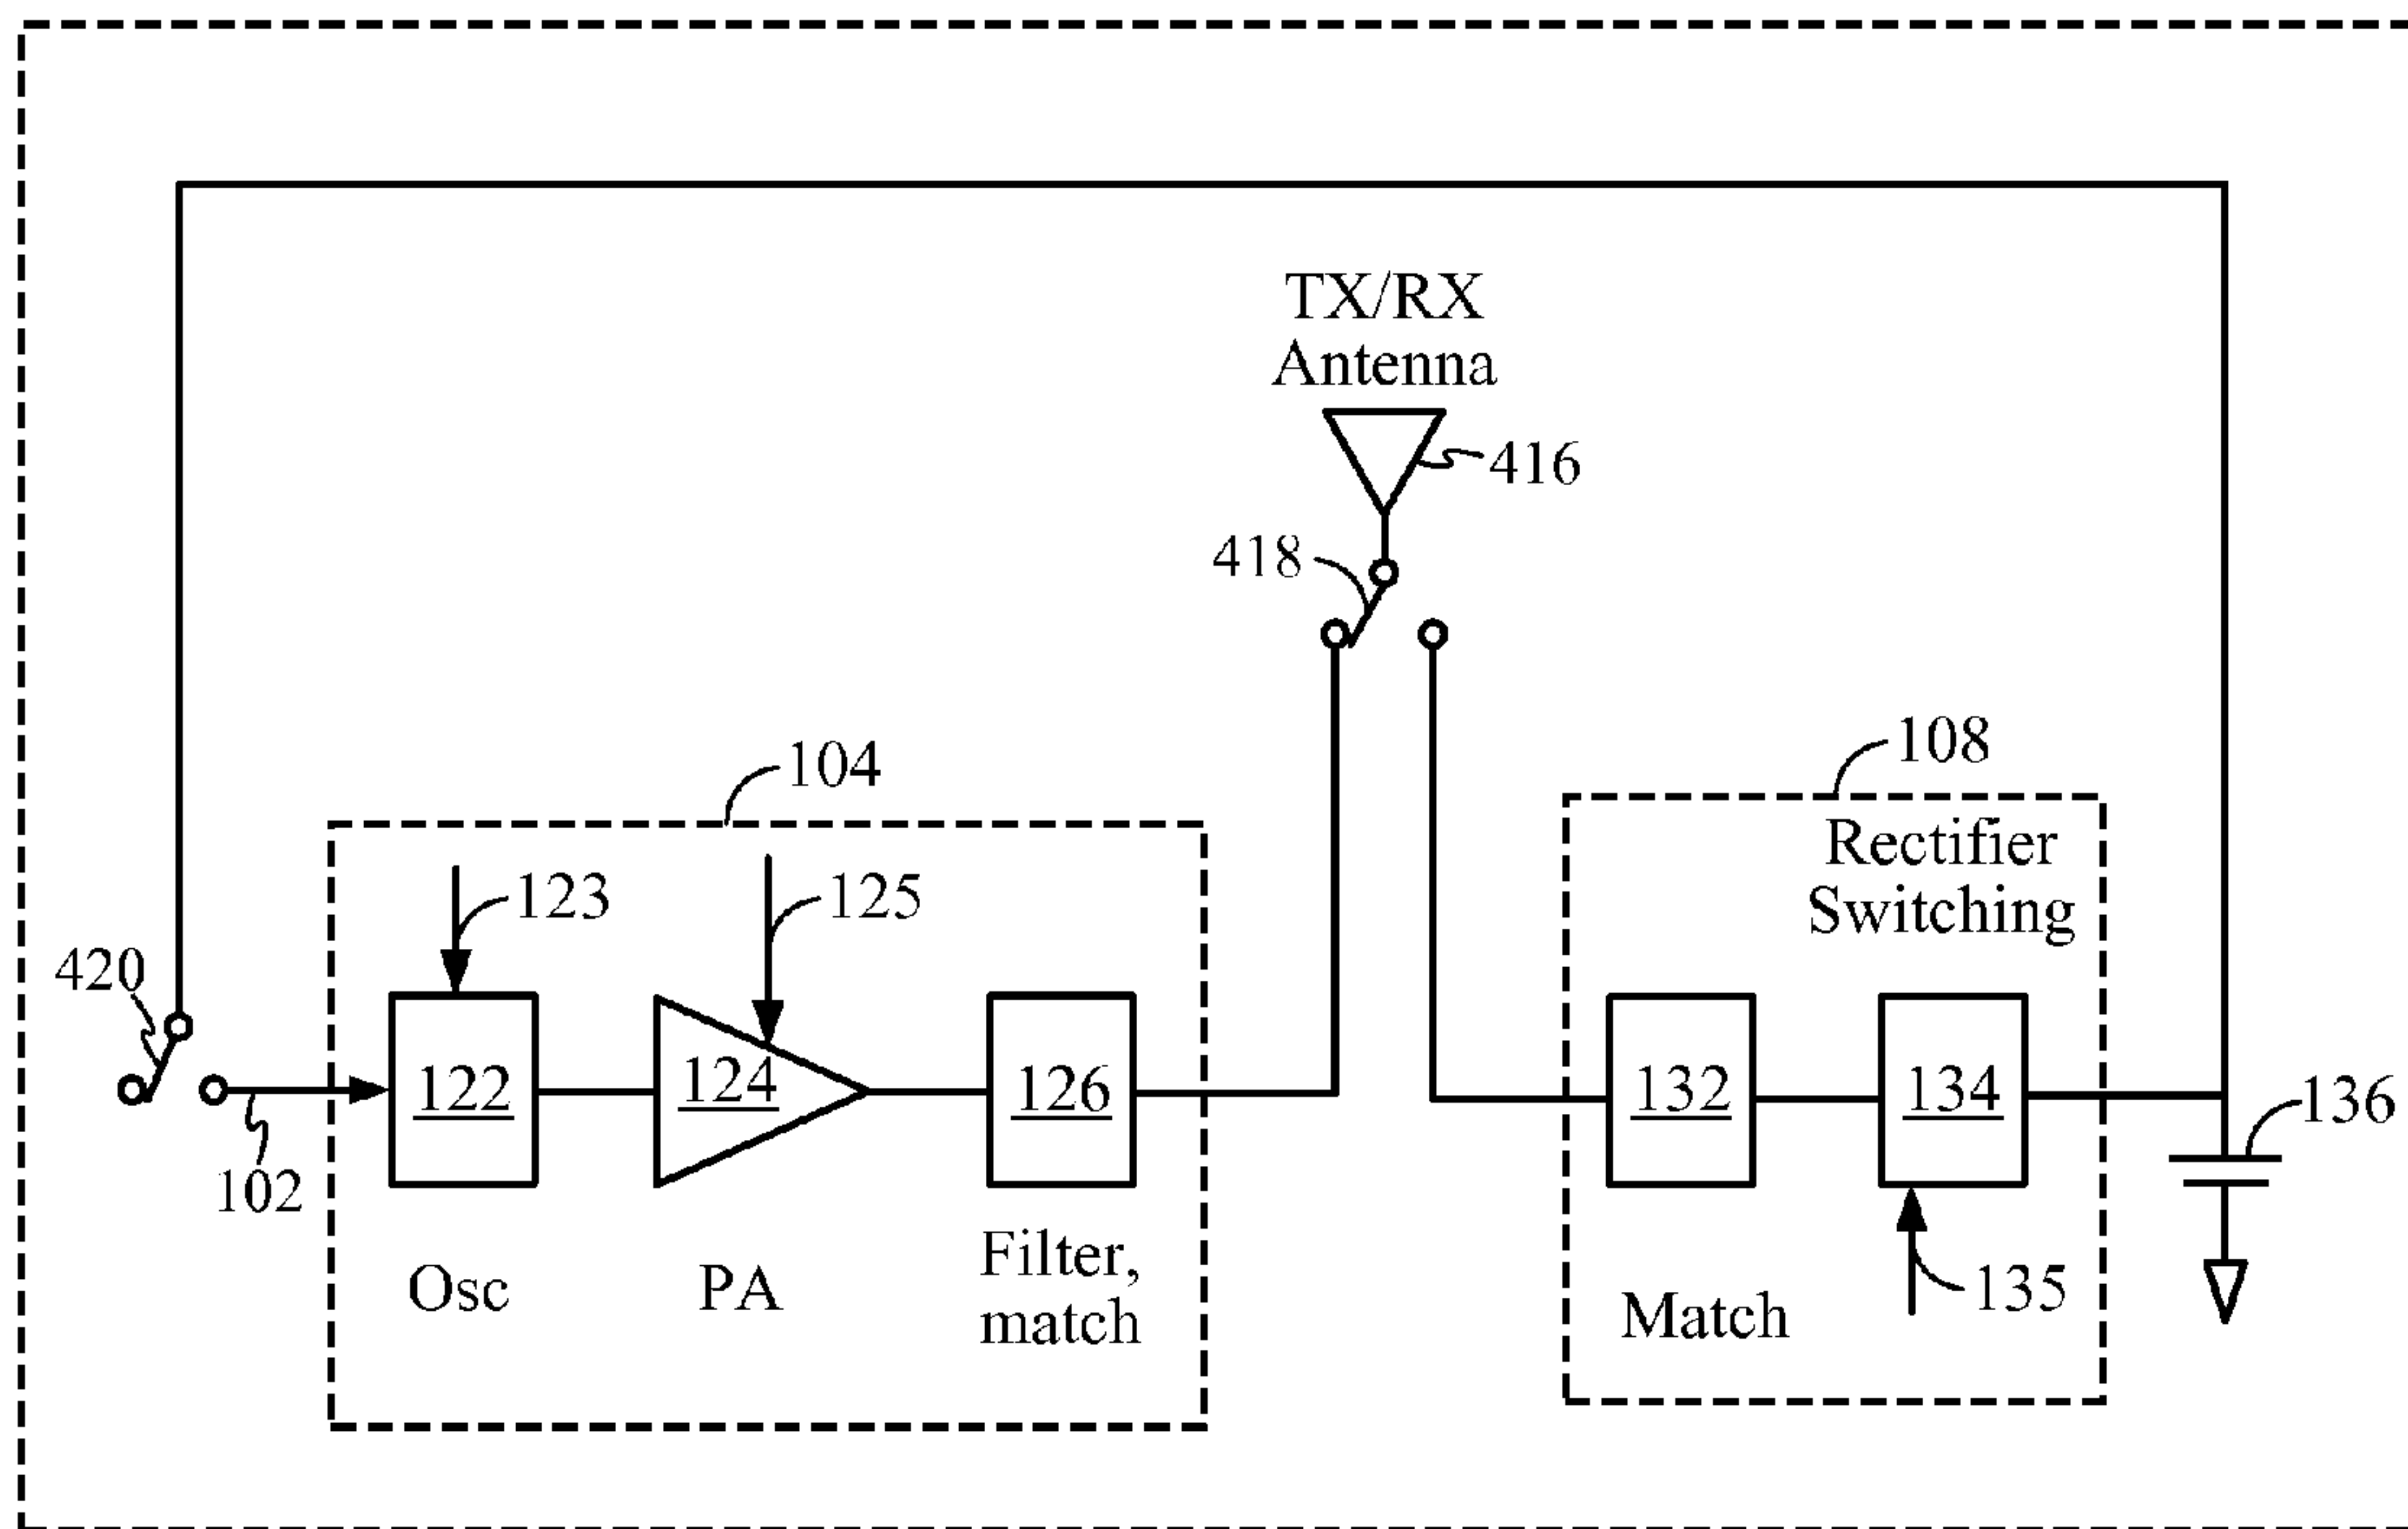 TX/RX
Antenna
416
418
104
108
Rectifier
Switching
123
125
420
122
124
126
132
134
136
102
Osc
PA
Filter,
match
Match
135